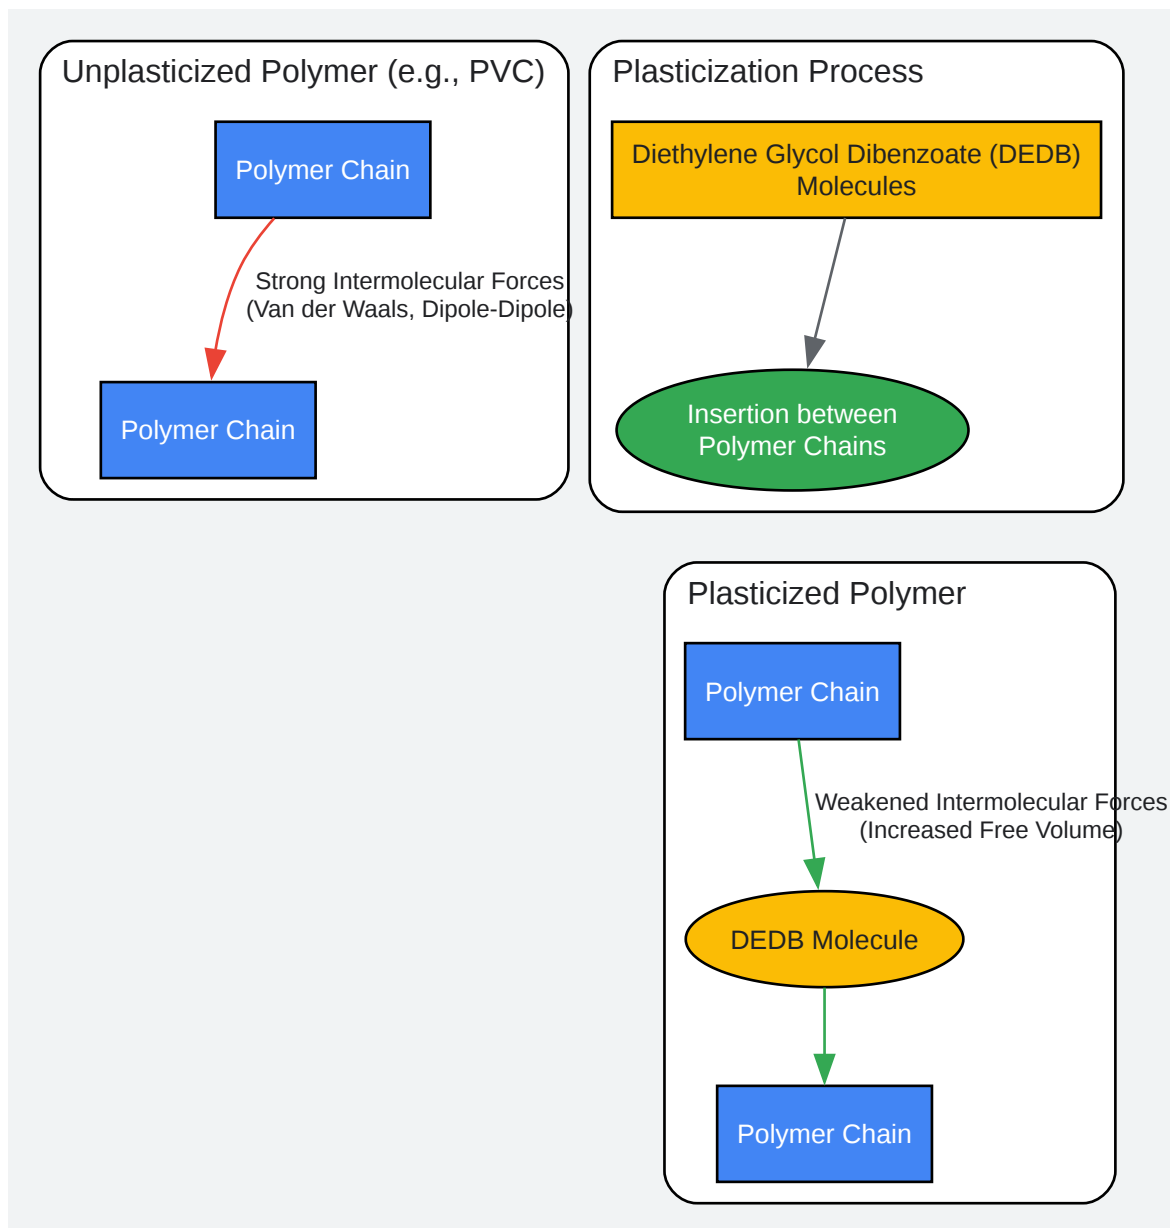 Unplasticized Polymer (e.g., PVC)
Polymer Chain
Strong Intermolecular Forces
(Van der Waals, Dipole-Dipole)
Polymer Chain
Plasticization Process
Diethylene Glycol Dibenzoate (DEDB)
Molecules
Insertion between
Polymer Chains
Plasticized Polymer
Polymer Chain
Weakened Intermolecular Forces
(Increased Free Volume)
DEDB Molecule
Polymer Chain